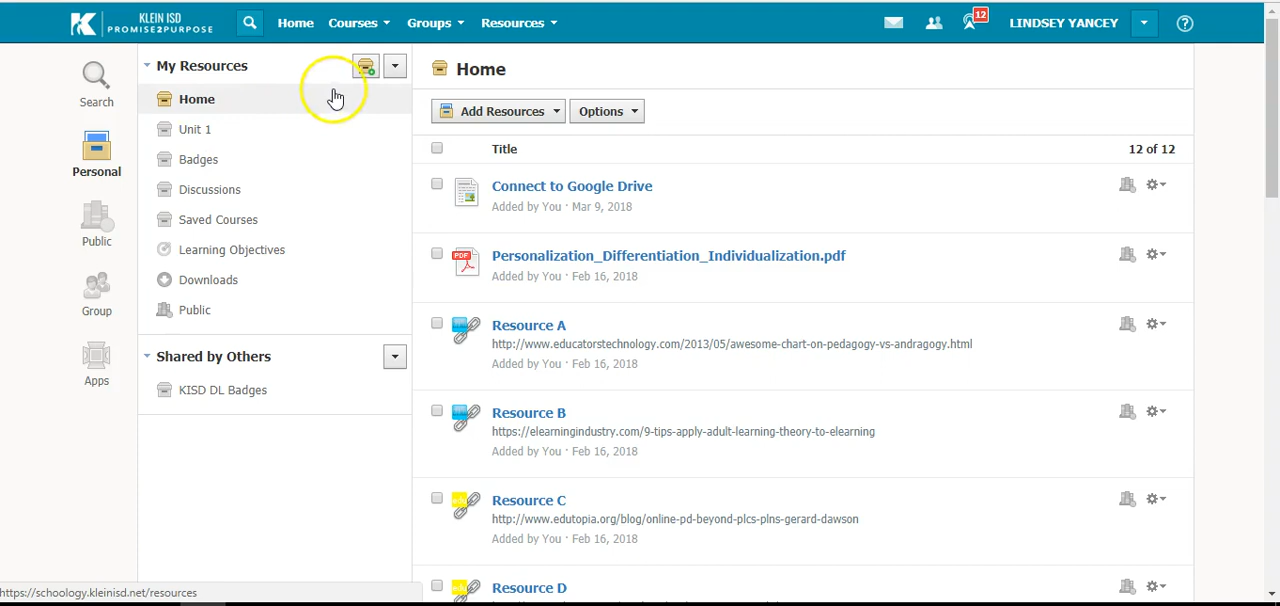 KLEIN ISD
PROMISE2PURPOSE
Home
Courses
Groups
Resources
12
LINDSEY YANCEY
Search
Personal
Public
Group
Apps
My Resources
Home
Unit 1
Badges
Discussions
Saved Courses
Learning Objectives
Downloads
Public
Shared by Others
KISD DL Badges
Home
Add Resources
Options
Title
12 of 12
Connect to Google Drive
Added by You · Mar 9, 2018
PDF
Personalization_Differentiation_Individualization.pdf
Added by You · Feb 16, 2018
Resource A
http://www.educatorstechnology.com/2013/05/awesome-chart-on-pedagogy-vs-andragogy.html
Added by You · Feb 16, 2018
Resource B
https://elearningindustry.com/9-tips-apply-adult-learning-theory-to-elearning
Added by You · Feb 16, 2018
Resource C
http://www.edutopia.org/blog/online-pd-beyond-plcs-plns-gerard-dawson
Added by You · Feb 16, 2018
Resource D
https://schoology.kleinisd.net/resources